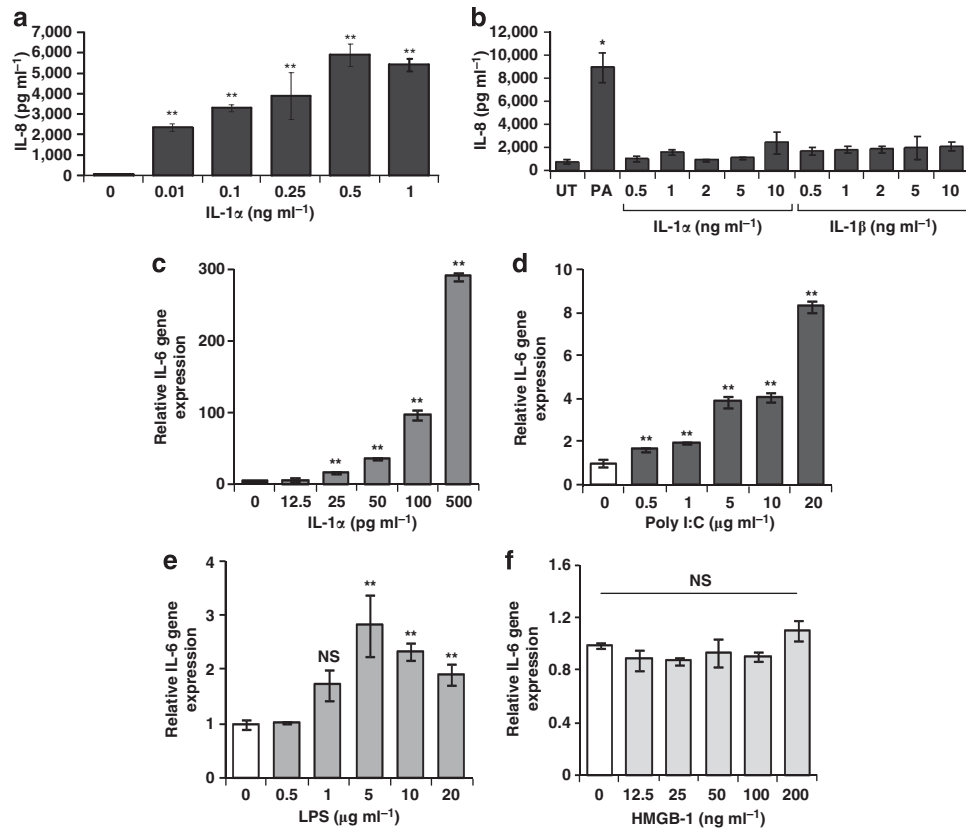 a
7,000
6,000
5,000
4,000
3,000
2,000
1,000
0
IL-8 (pg ml⁻¹)
** ** ** ** **
0 0.01 0.1 0.25 0.5 1
IL-1α (ng ml⁻¹)
b
12,000
10,000
8,000
6,000
4,000
2,000
0
IL-8 (pg ml⁻¹)
*
UT PA 0.5 1 2 5 10 0.5 1 2 5 10
IL-1α (ng ml⁻¹) IL-1β (ng ml⁻¹)
c
300
200
100
0
Relative IL-6 gene
expression
** ** ** **
0 12.5 25 50 100 500
IL-1α (pg ml⁻¹)
d
10
8
6
4
2
0
Relative IL-6 gene
expression
** ** ** ** **
0 0.5 1 5 10 20
Poly I:C (μg ml⁻¹)
e
4
3
2
1
0
Relative IL-6 gene
expression
NS ** ** **
0 0.5 1 5 10 20
LPS (μg ml⁻¹)
f
1.6
1.2
0.8
0.4
0
Relative IL-6 gene
expression
NS
0 12.5 25 50 100 200
HMGB-1 (ng ml⁻¹)